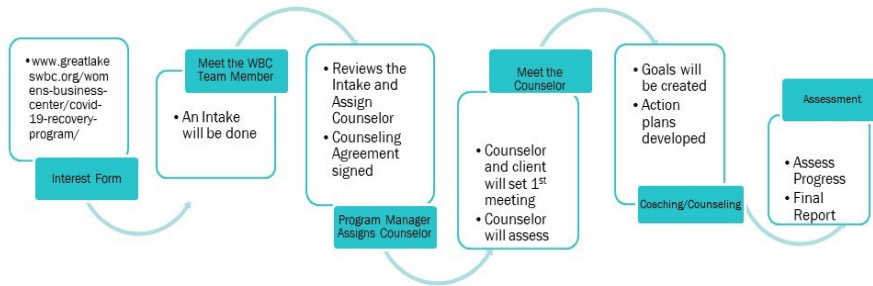 • www.greatlake
swbc.org/wom
ens-business-
center/covid-
19-recovery-
program/
Interest Form
Meet the WBC
Team Member
• An Intake
will be done
• Reviews the
Intake and
Assign
Counselor
• Counseling
Agreement
signed
Program Manager
Assigns Counselor
Meet the
Counselor
• Counselor
and client
will set 1st
meeting
• Counselor
will assess
• Goals will
be created
• Action
plans
developed
Coaching/Counseling
Assessment
• Assess
Progress
• Final
Report